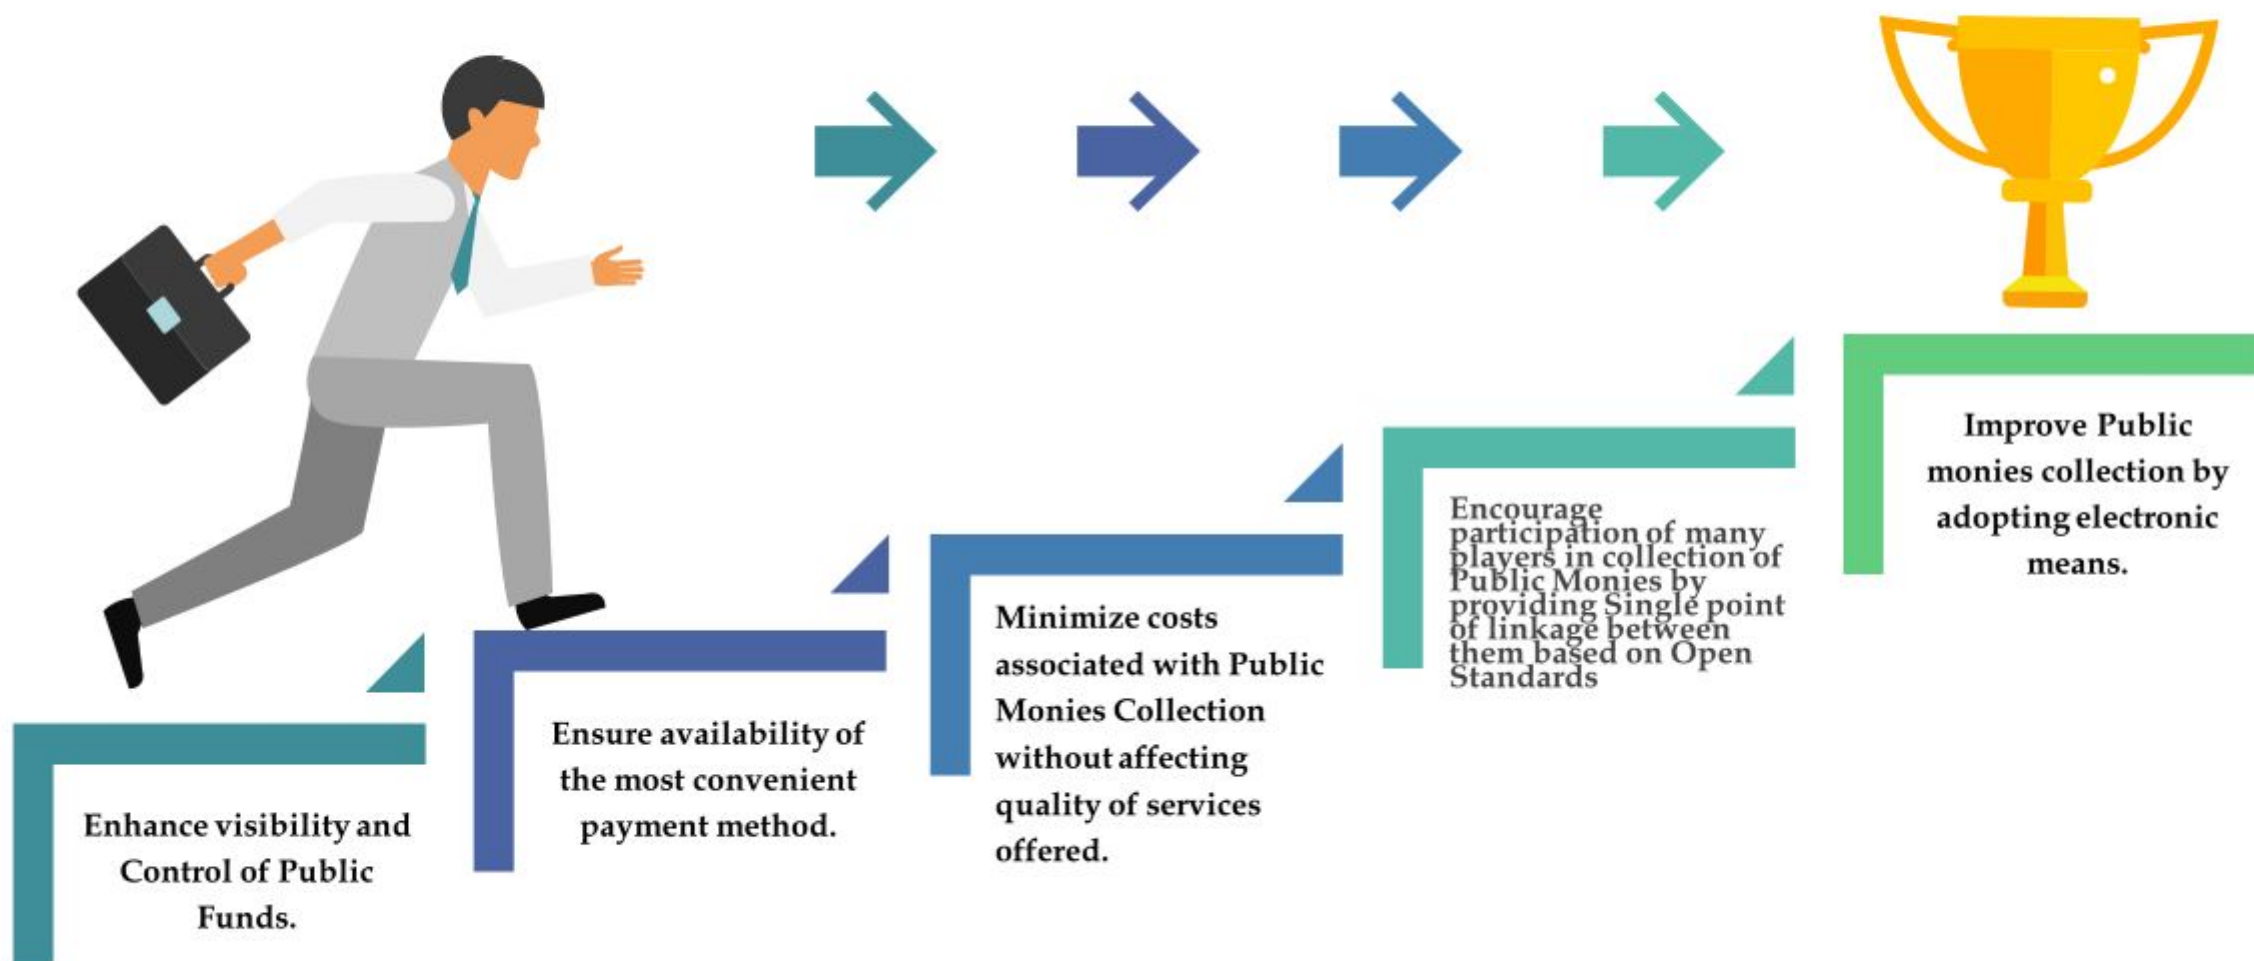 Enhance visibility and
Control of Public
Funds.
Ensure availability of
the most convenient
payment method.
Minimize costs
associated with Public
Monies Collection
without affecting
quality of services
offered.
Encourage
participation of many
players in collection of
Public Monies by
providing Single point
of linkage between
them based on Open
Standards
Improve Public
monies collection by
adopting electronic
means.